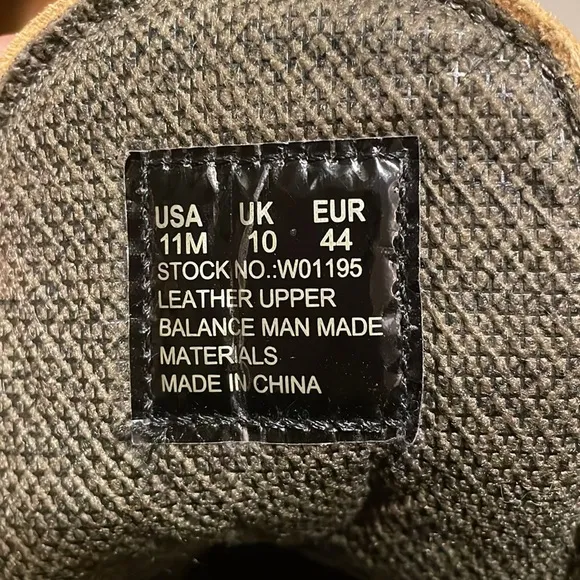 USA UK EUR
11M 10 44
STOCK NO.:W01195
LEATHER UPPER
BALANCE MAN MADE
MATERIALS
MADE IN CHINA